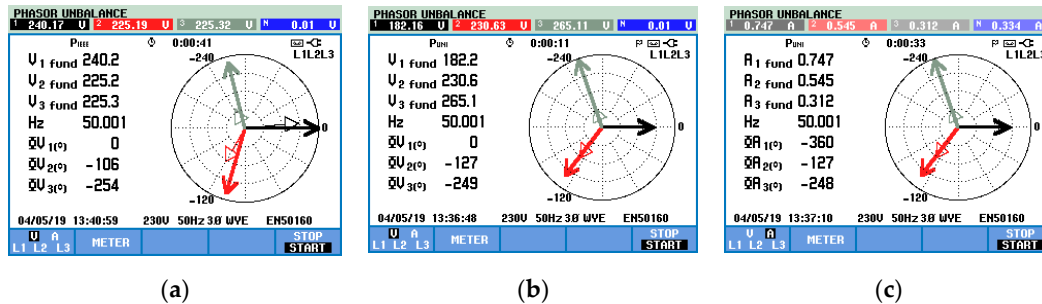 PHASOR UNBALANCE
1 240.17 V 2 225.19 V 3 225.32 V N 0.01 V
PIEEE 0:00:41
V1 fund 240.2 -240 L1L2L3
V2 fund 225.2
V3 fund 225.3
Hz 50.001 0
ΦV1(°) 0
ΦV2(°) -106
ΦV3(°) -254
-120
04/05/19 13:40:59 230V 50Hz 3Ø WYE EN50160
V A
L1 L2 L3 METER STOP
START
(a)
PHASOR UNBALANCE
1 182.16 V 2 230.63 V 3 265.11 V N 0.01 V
PUNI 0:00:11
V1 fund 182.2 -240 L1L2L3
V2 fund 230.6
V3 fund 265.1
Hz 50.001 0
ΦV1(°) 0
ΦV2(°) -127
ΦV3(°) -249
-120
04/05/19 13:36:48 230V 50Hz 3Ø WYE EN50160
V A
L1 L2 L3 METER STOP
START
(b)
PHASOR UNBALANCE
1 0.747 A 2 0.545 A 3 0.312 A N 0.334 A
PUNI 0:00:33
A1 fund 0.747 -240 L1L2L3
A2 fund 0.545
A3 fund 0.312
Hz 50.001 0
ΦA1(°) -360
ΦA2(°) -127
ΦA3(°) -248
-120
04/05/19 13:37:10 230V 50Hz 3Ø WYE EN50160
V A
L1 L2 L3 METER STOP
START
(c)